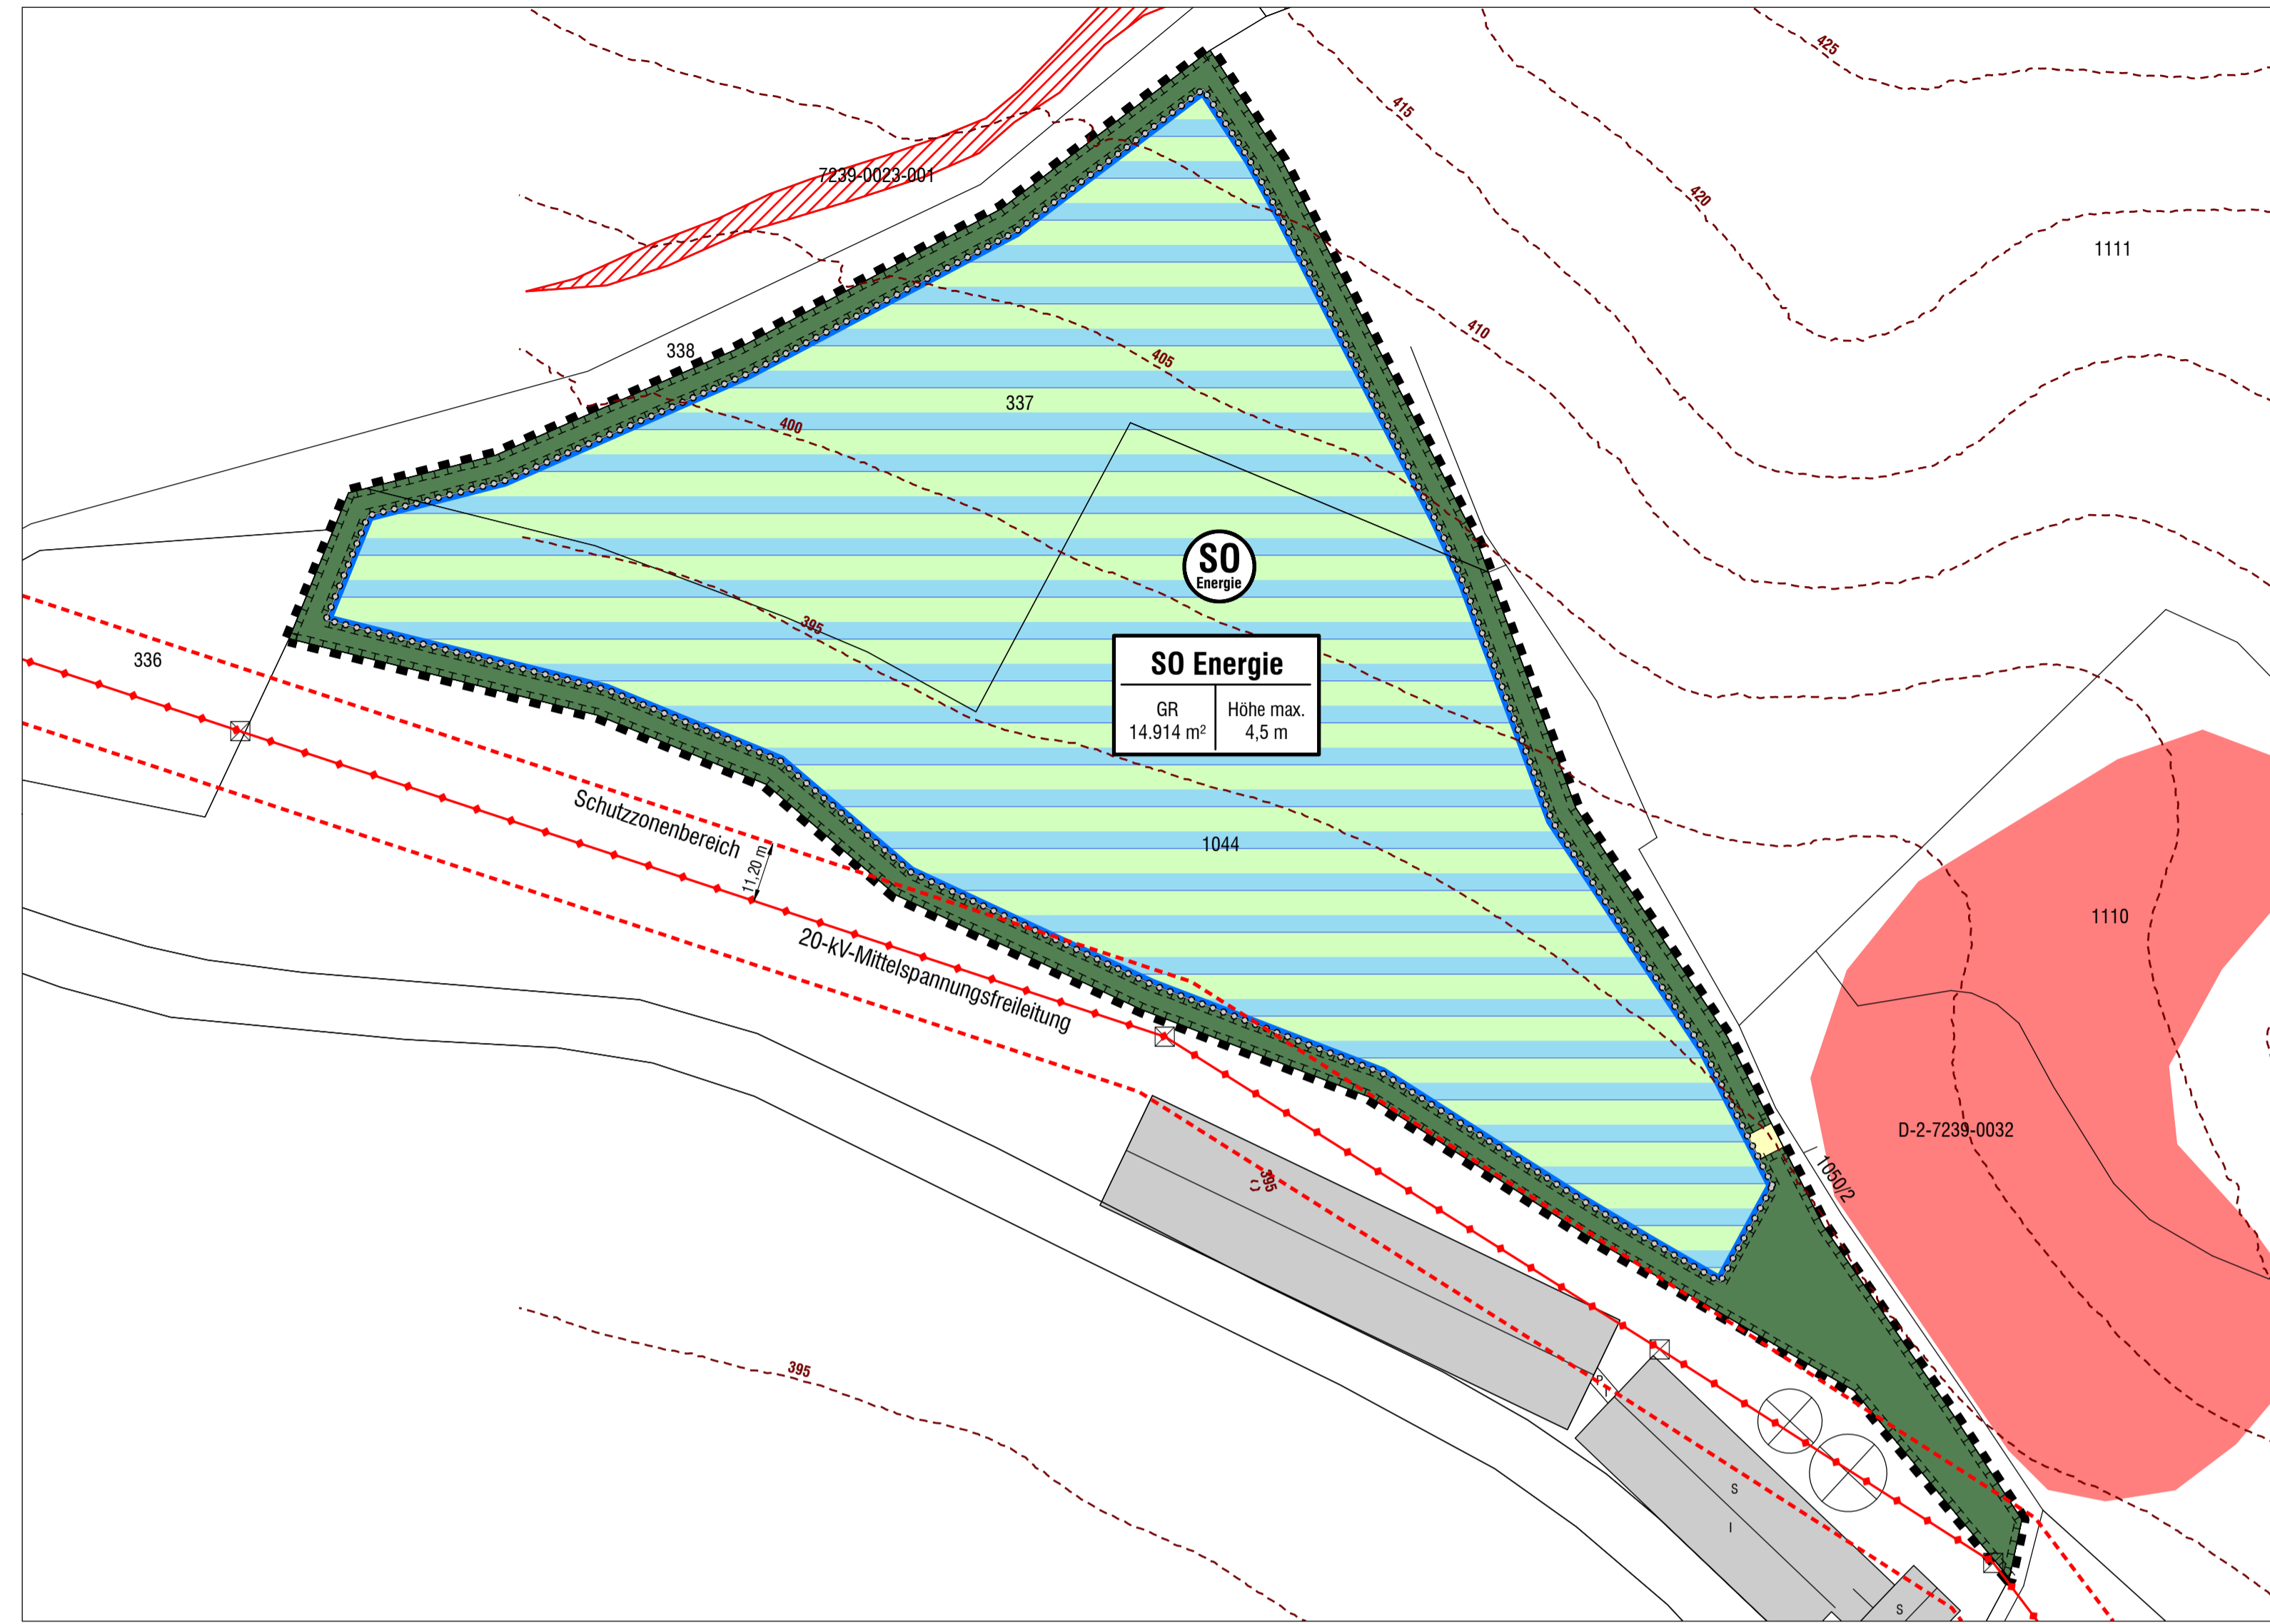 425
415
7239-0023-001
420
1111
410
338
405
337
400
SO
Energie
395
336
SO Energie
GR
14.914 m²
Höhe max.
4,5 m
Schutzzonenbereich
11,20 m
1044
1110
20-kV-Mittelspannungsfreileitung
D-2-7239-0032
1050/2
395
395
S
I
S